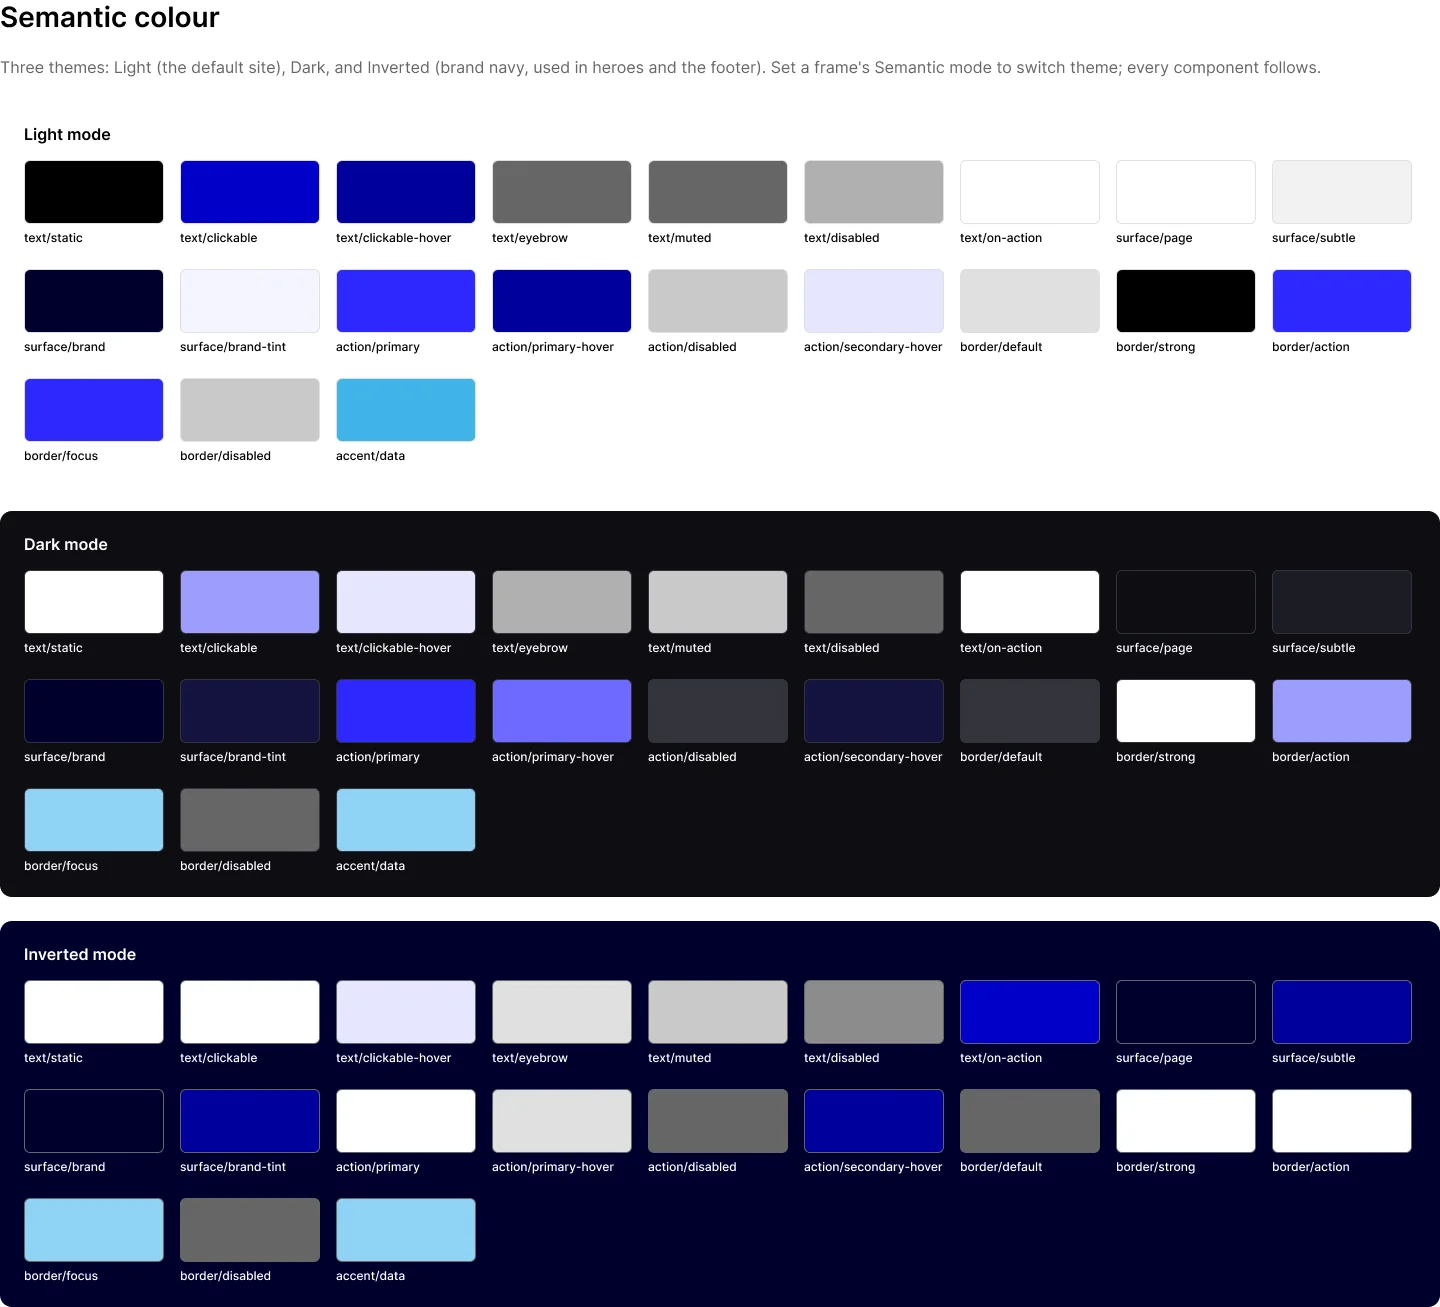 Semantic colour
Three themes: Light (the default site), Dark, and Inverted (brand navy, used in heroes and the footer). Set a frame's Semantic mode to switch theme; every component follows.
Light mode
text/static text/clickable text/clickable-hover text/eyebrow text/muted text/disabled text/on-action surface/page surface/subtle
surface/brand surface/brand-tint action/primary action/primary-hover action/disabled action/secondary-hover border/default border/strong border/action
border/focus border/disabled accent/data
Dark mode
text/static text/clickable text/clickable-hover text/eyebrow text/muted text/disabled text/on-action surface/page surface/subtle
surface/brand surface/brand-tint action/primary action/primary-hover action/disabled action/secondary-hover border/default border/strong border/action
border/focus border/disabled accent/data
Inverted mode
text/static text/clickable text/clickable-hover text/eyebrow text/muted text/disabled text/on-action surface/page surface/subtle
surface/brand surface/brand-tint action/primary action/primary-hover action/disabled action/secondary-hover border/default border/strong border/action
border/focus border/disabled accent/data